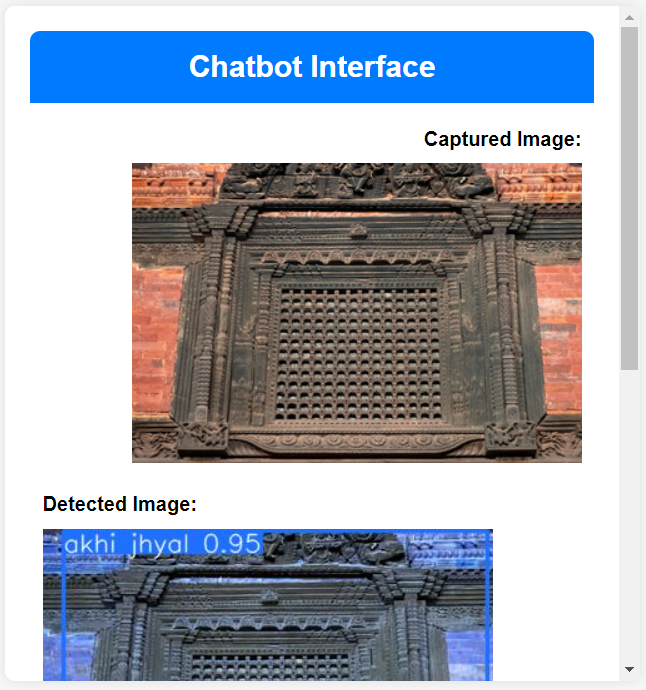 Chatbot Interface
Captured Image:
Detected Image:
akhi jhyal 0.95